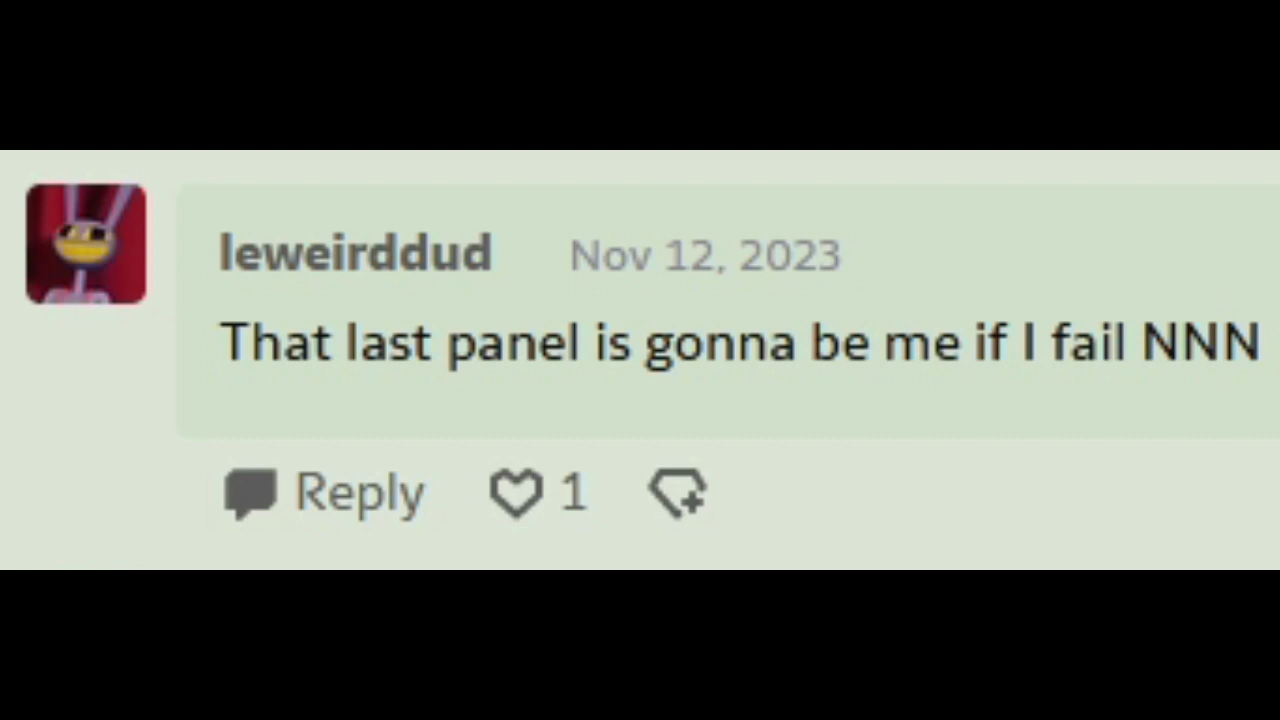 leweirddud Nov 12, 2023
That last panel is gonna be me if I fail NNN
Reply 1